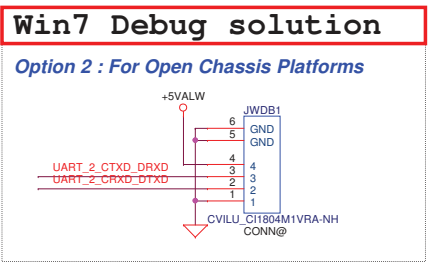 Win7 Debug solution
Option 2 : For Open Chassis Platforms
+5VALW
JWDB1
6 GND
5 GND
4 4
UART_2_CTXD_DRXD 3 3
UART_2_CRXD_DTXD 2 2
1 1
CVILU_CI1804M1VRA-NH
CONN@